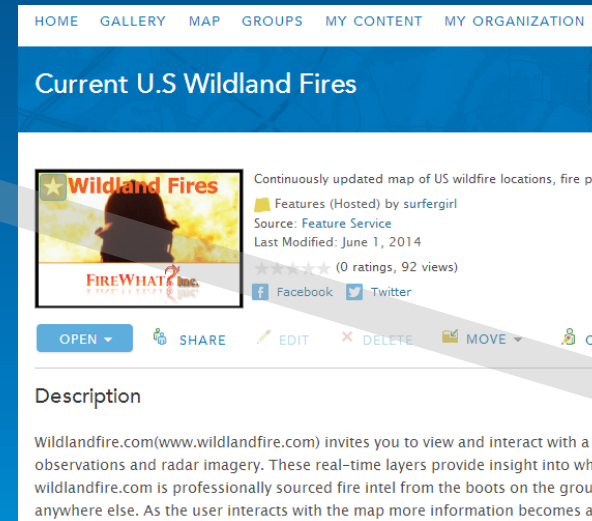 HOME GALLERY MAP GROUPS MY CONTENT MY ORGANIZATION
Current U.S Wildland Fires
Wildland Fires
FIREWHAT? Inc.
Continuously updated map of US wildfire locations, fire p
Features (Hosted) by surfergirl
Source: Feature Service
Last Modified: June 1, 2014
(0 ratings, 92 views)
Facebook Twitter
OPEN SHARE EDIT DELETE MOVE
Description
Wildlandfire.com(www.wildlandfire.com) invites you to view and interact with a
observations and radar imagery. These real-time layers provide insight into wh
wildlandfire.com is professionally sourced fire intel from the boots on the grou
anywhere else. As the user interacts with the map more information becomes a